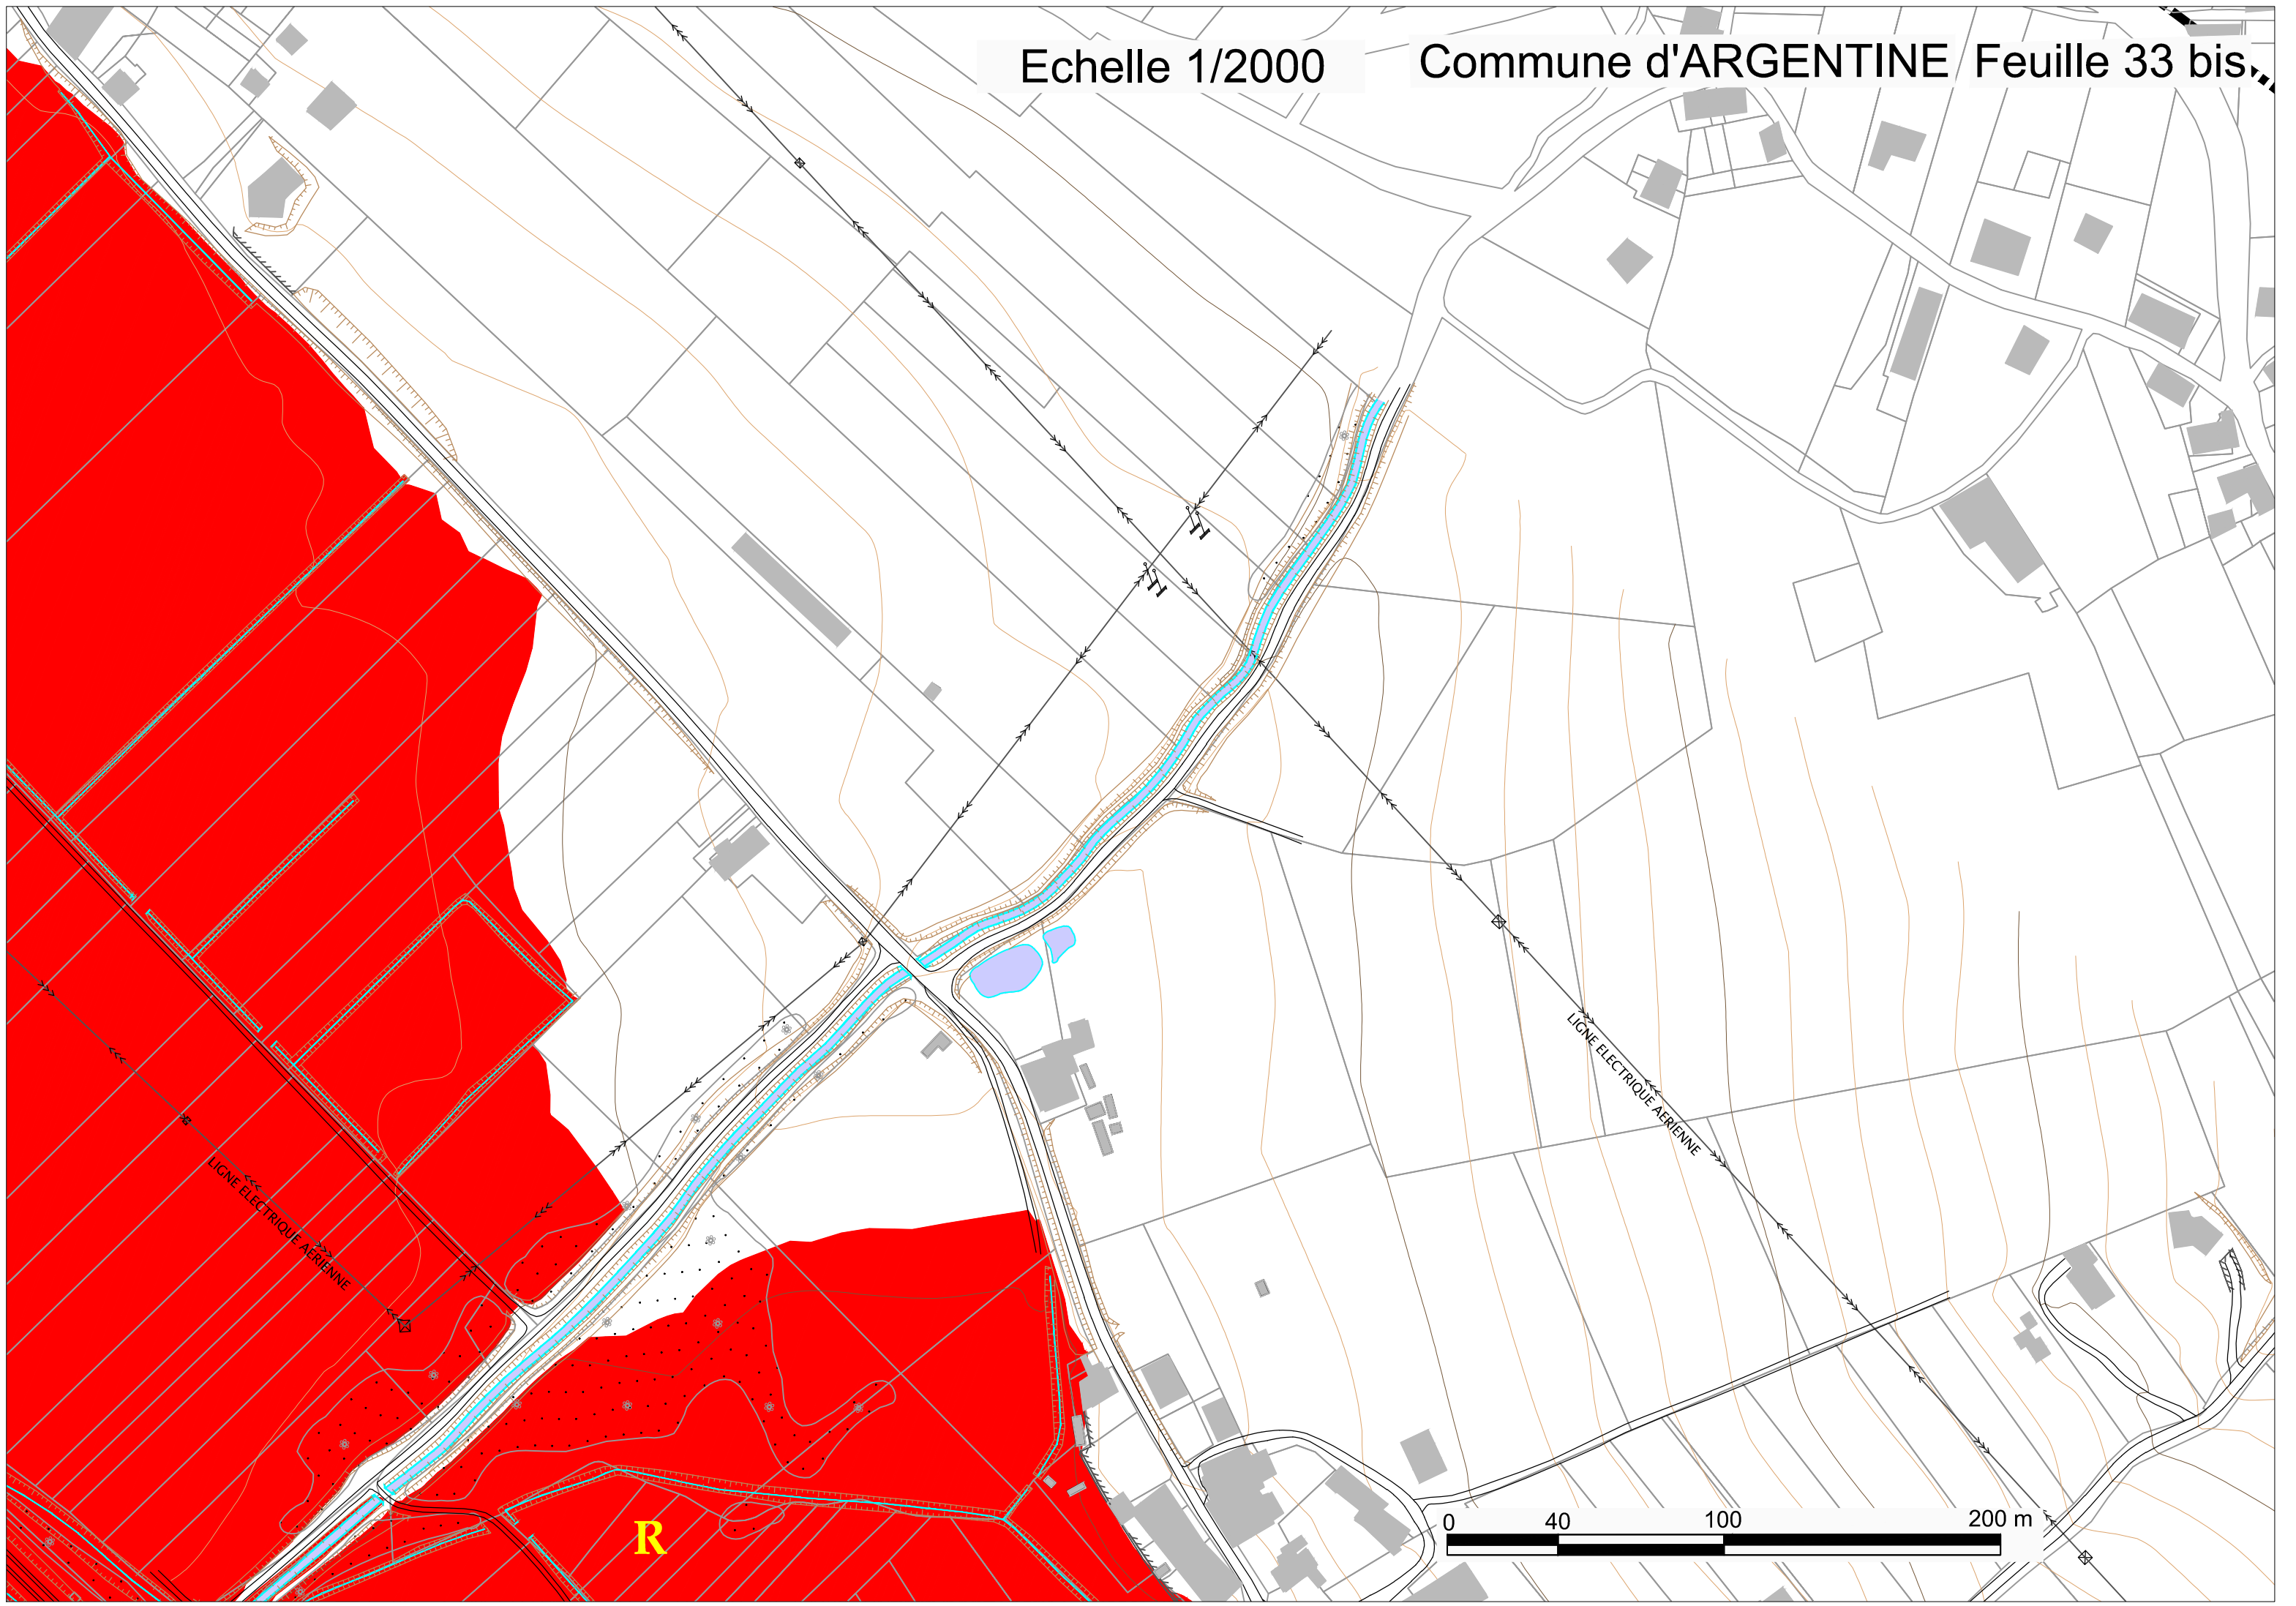 Echelle 1/2000
Commune d'ARGENTINE Feuille 33 bis
LIGNE ELECTRIQUE AERIENNE
LIGNE ELECTRIQUE AERIENNE
R
0 40 100 200 m